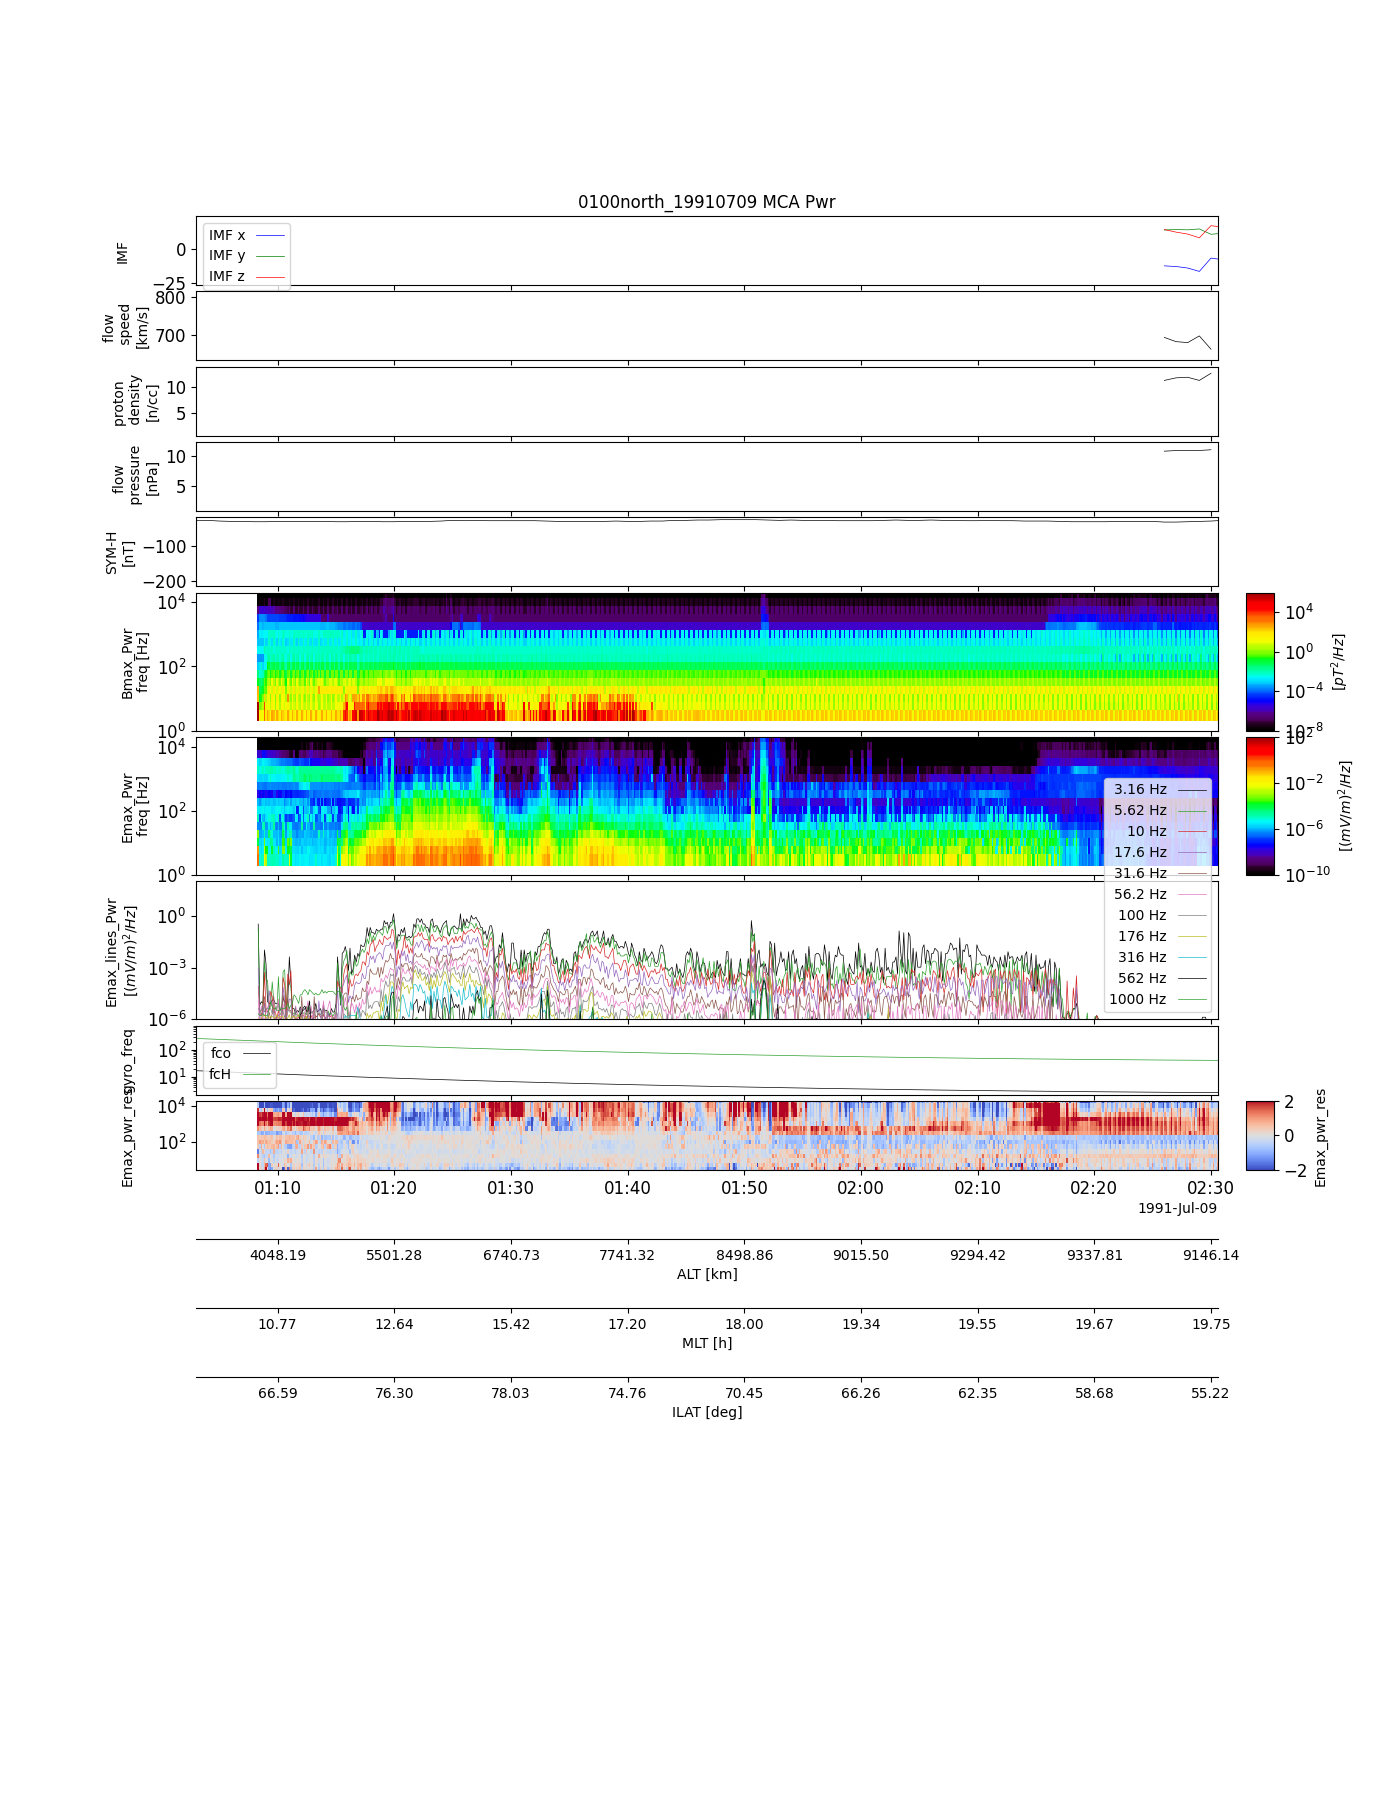 0100north_19910709 MCA Pwr
IMF
0
−25
IMF x
IMF y
IMF z
flow
speed
[km/s]
800
700
proton
density
[n/cc]
10
5
flow
pressure
[nPa]
10
5
SYM-H
[nT]
−100
−200
Bmax_Pwr
freq [Hz]
10^4
10^2
10^0
10^4
10^0
10^−4
10^−8
[pT^2/Hz]
Emax_Pwr
freq [Hz]
10^4
10^2
10^0
10^2
10^−2
10^−6
10^−10
[(mV/m)^2/Hz]
3.16 Hz
5.62 Hz
10 Hz
17.6 Hz
31.6 Hz
56.2 Hz
100 Hz
176 Hz
316 Hz
562 Hz
1000 Hz
Emax_lines_Pwr
[(mV/m)^2/Hz]
10^0
10^−3
10^−6
gyro_freq
10^2
10^1
fco
fcH
Emax_pwr_res
10^4
10^2
2
0
−2
Emax_pwr_res
01:10 01:20 01:30 01:40 01:50 02:00 02:10 02:20 02:30
1991-Jul-09
4048.19 5501.28 6740.73 7741.32 8498.86 9015.50 9294.42 9337.81 9146.14
ALT [km]
10.77 12.64 15.42 17.20 18.00 19.34 19.55 19.67 19.75
MLT [h]
66.59 76.30 78.03 74.76 70.45 66.26 62.35 58.68 55.22
ILAT [deg]